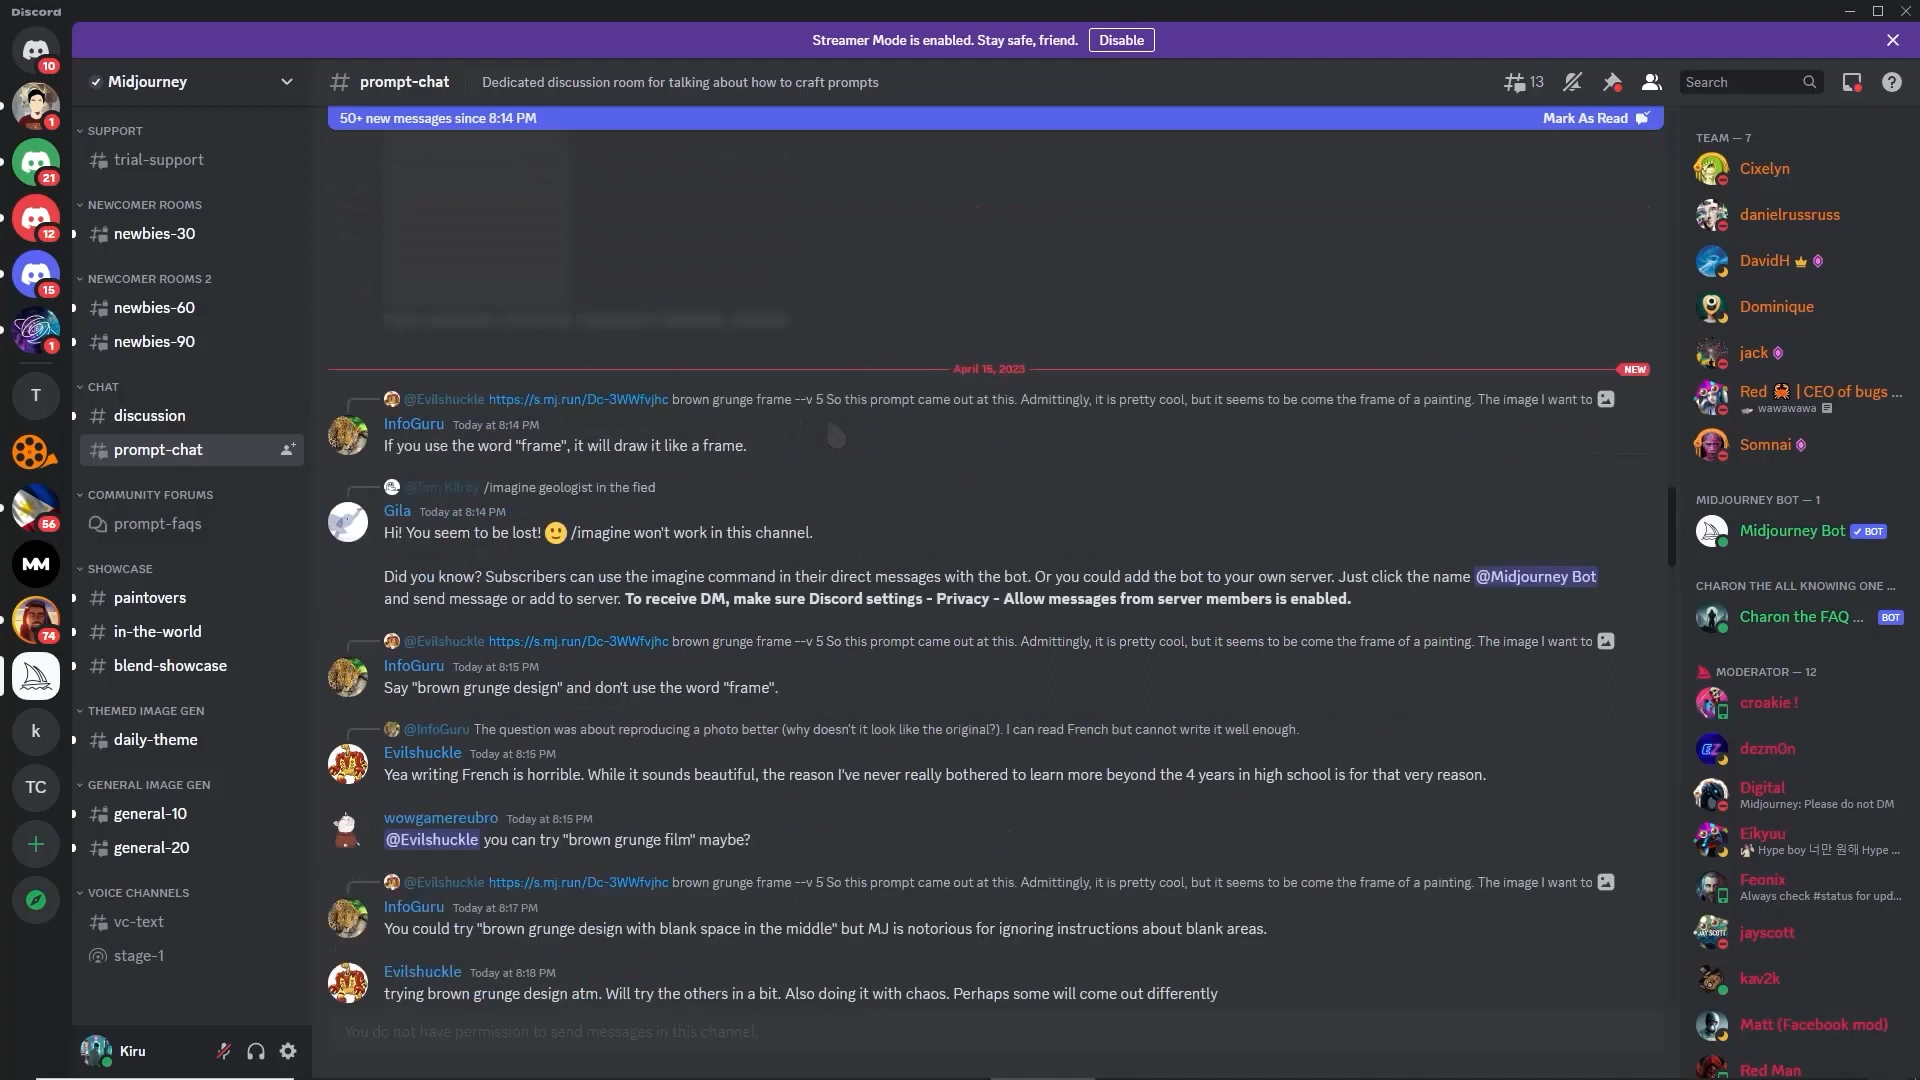 Discord
Streamer Mode is enabled. Stay safe, friend. Disable
10
1
21
12
15
1
T
56
MM
74
k
TC
Midjourney
SUPPORT
trial-support
NEWCOMER ROOMS
newbies-30
NEWCOMER ROOMS 2
newbies-60
newbies-90
CHAT
discussion
prompt-chat
COMMUNITY FORUMS
prompt-faqs
SHOWCASE
paintovers
in-the-world
blend-showcase
THEMED IMAGE GEN
daily-theme
GENERAL IMAGE GEN
general-10
general-20
VOICE CHANNELS
vc-text
stage-1
Kiru
prompt-chat Dedicated discussion room for talking about how to craft prompts
13
Search
50+ new messages since 8:14 PM Mark As Read
April 15, 2023 NEW
@Evilshuckle https://s.mj.run/Dc-3WWfvjhc brown grunge frame --v 5 So this prompt came out at this. Admittingly, it is pretty cool, but it seems to be come the frame of a painting. The image I want to
InfoGuru Today at 8:14 PM
If you use the word "frame", it will draw it like a frame.
@Tom Kilroy /imagine geologist in the fied
Gila Today at 8:14 PM
Hi! You seem to be lost! 🙂 /imagine won't work in this channel.
Did you know? Subscribers can use the imagine command in their direct messages with the bot. Or you could add the bot to your own server. Just click the name @Midjourney Bot
and send message or add to server. To receive DM, make sure Discord settings - Privacy - Allow messages from server members is enabled.
@Evilshuckle https://s.mj.run/Dc-3WWfvjhc brown grunge frame --v 5 So this prompt came out at this. Admittingly, it is pretty cool, but it seems to be come the frame of a painting. The image I want to
InfoGuru Today at 8:15 PM
Say "brown grunge design" and don't use the word "frame".
@InfoGuru The question was about reproducing a photo better (why doesn't it look like the original?). I can read French but cannot write it well enough.
Evilshuckle Today at 8:15 PM
Yea writing French is horrible. While it sounds beautiful, the reason I've never really bothered to learn more beyond the 4 years in high school is for that very reason.
wowgamereubro Today at 8:15 PM
@Evilshuckle you can try "brown grunge film" maybe?
@Evilshuckle https://s.mj.run/Dc-3WWfvjhc brown grunge frame --v 5 So this prompt came out at this. Admittingly, it is pretty cool, but it seems to be come the frame of a painting. The image I want to
InfoGuru Today at 8:17 PM
You could try "brown grunge design with blank space in the middle" but MJ is notorious for ignoring instructions about blank areas.
Evilshuckle Today at 8:18 PM
trying brown grunge design atm. Will try the others in a bit. Also doing it with chaos. Perhaps some will come out differently
You do not have permission to send messages in this channel.
TEAM — 7
Cixelyn
danielrussruss
DavidH
Dominique
jack
Red 🦀 | CEO of bugs ...
wawawawa
Somnai
MIDJOURNEY BOT — 1
Midjourney Bot BOT
CHARON THE ALL KNOWING ONE ...
Charon the FAQ ... BOT
MODERATOR — 12
croakie !
dezm0n
Digital
Midjourney: Please do not DM
Eikyuu
Hype boy 너만 원해 Hype ...
Feonix
Always check #status for upd...
jayscott
kav2k
Matt (Facebook mod)
Red Man